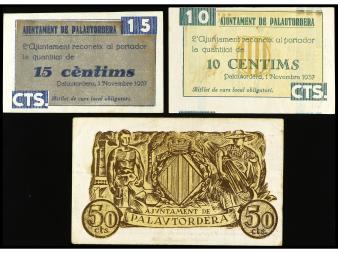 15
AJUNTAMENT DE PALAUTORDERA
L'Ajuntament reconeix al portador
la quantitat de
15 cèntims
Palautordera, 1 Novembre 1937
CTS.
Bitllet de curs local obligatori.
10
AJUNTAMENT DE PALAUTORDERA
L'Ajuntament reconeix al portador
la quantitat de
10 CENTIMS
Palautordera, 1 Novembre 1937
Bitllet de curs local obligatori.
CTS.
50 cts.
AJUNTAMENT DE
PALAUTORDERA
50 cts.